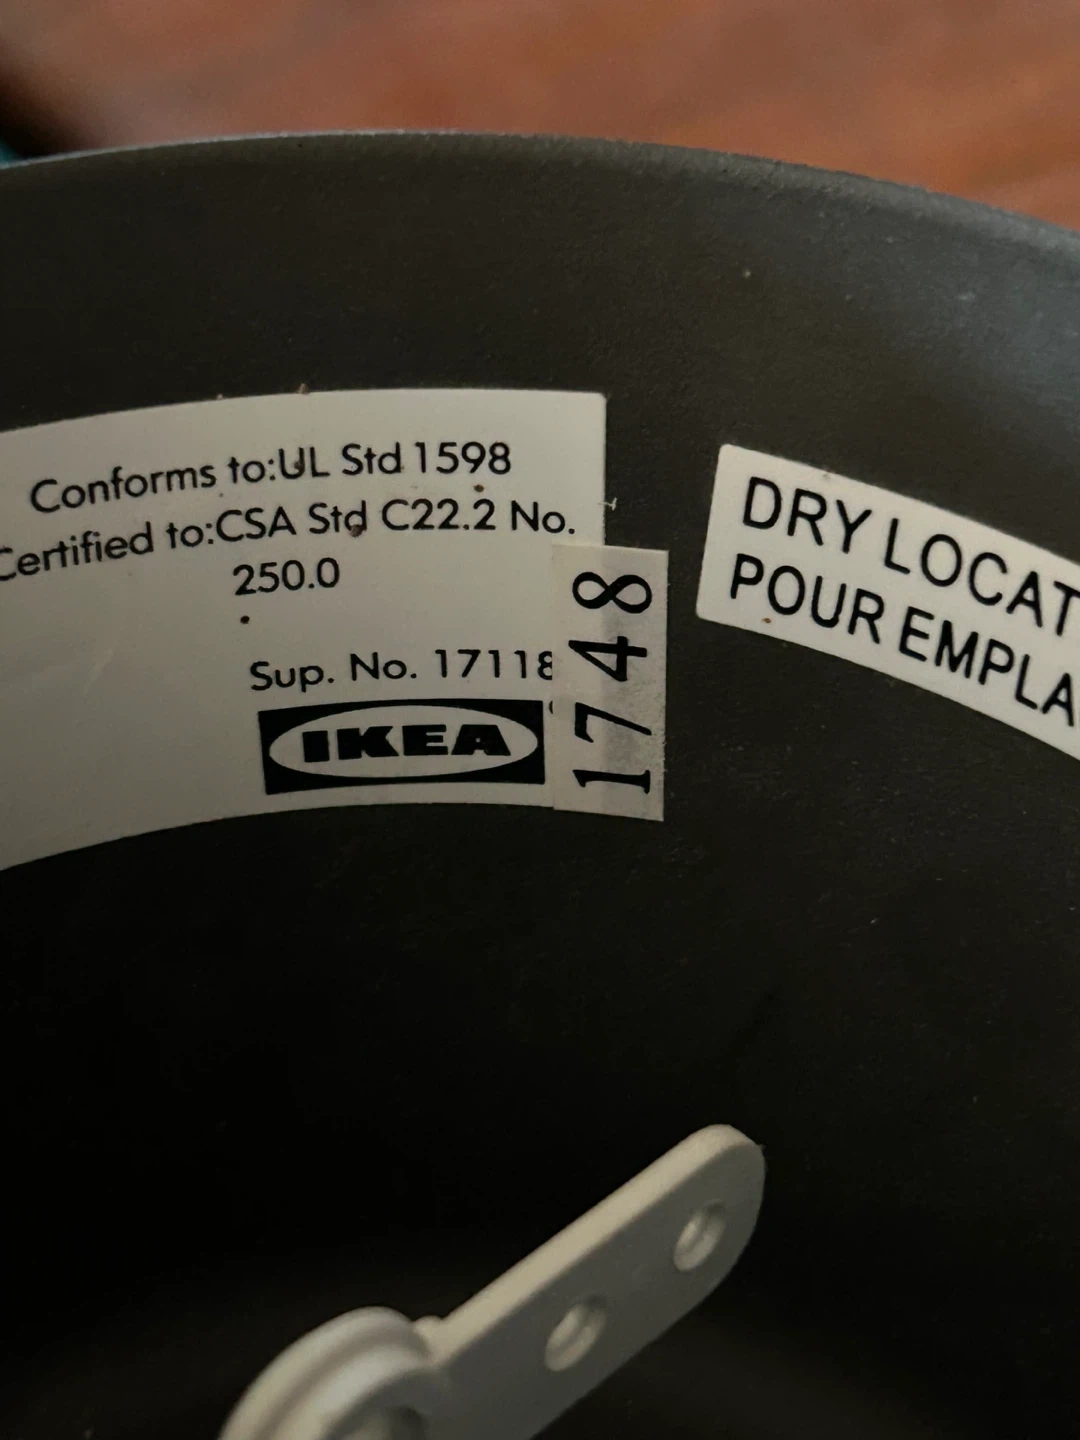 Conforms to:UL Std 1598
Certified to:CSA Std C22.2 No.
250.0
Sup. No. 17118
IKEA
1748
DRY LOCAT
POUR EMPLA